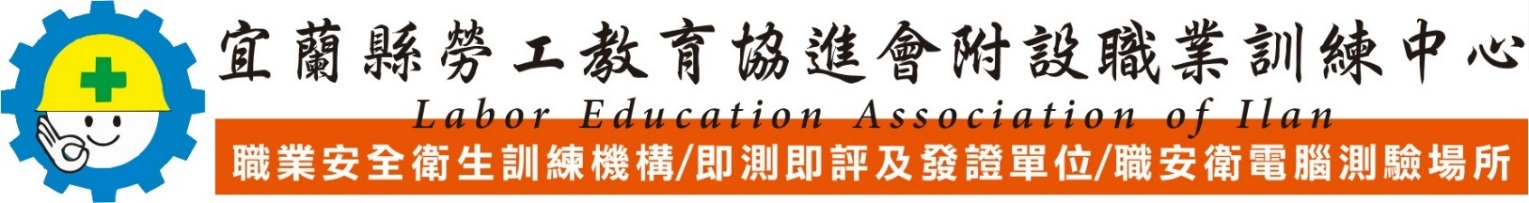 宜蘭縣勞工教育協進會附設職業訓練中心
Labor Education Association of Ilan
職業安全衛生訓練機構/即測即評及發證單位/職安衛電腦測驗場所